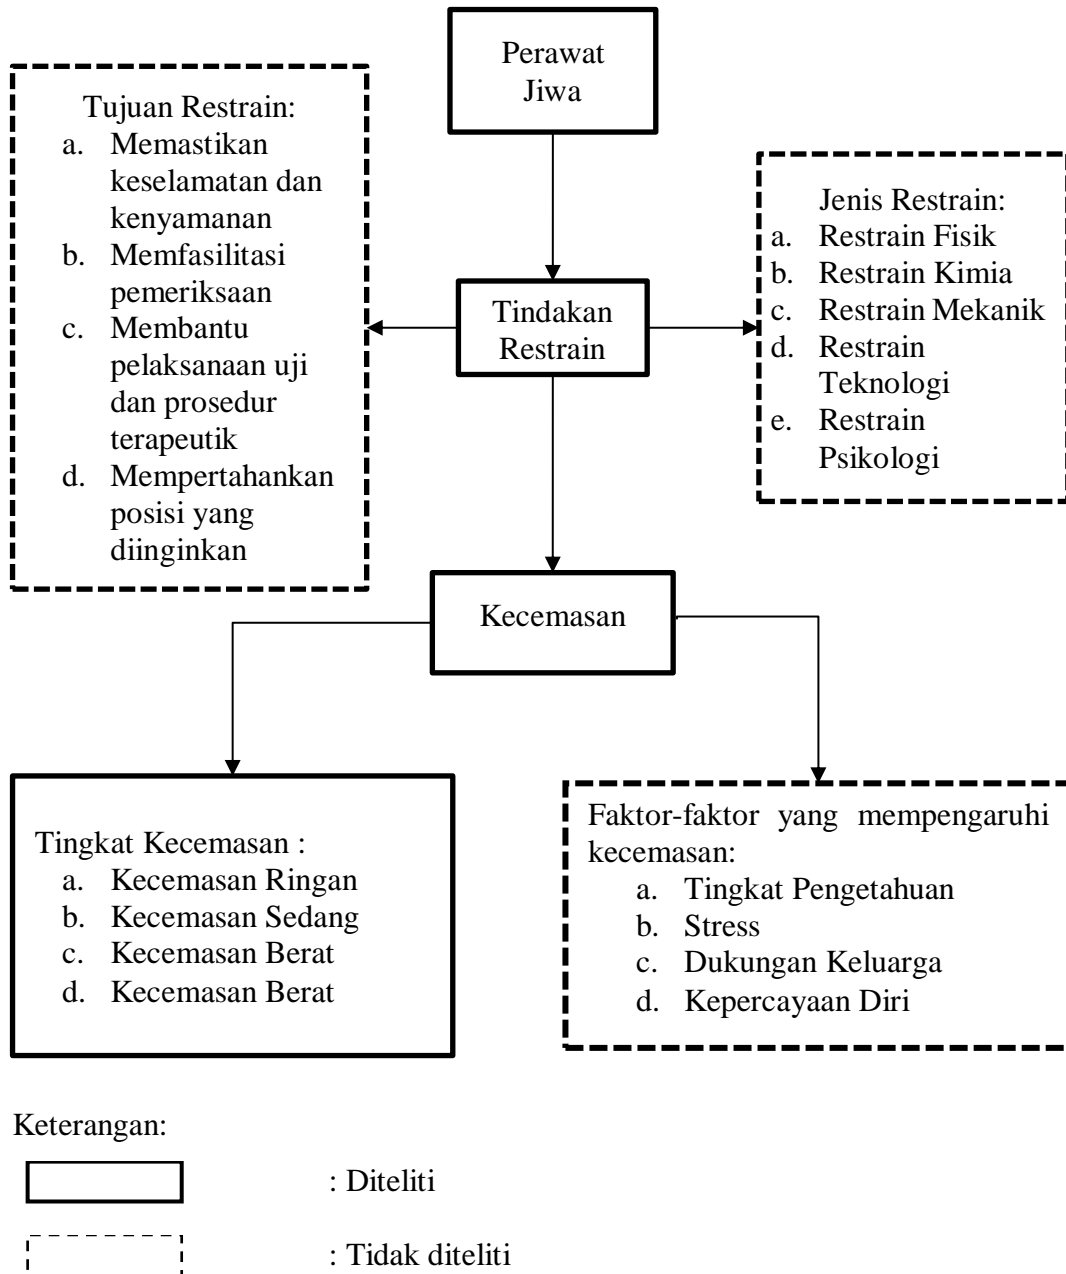 Perawat
Jiwa
Tujuan Restrain:
a. Memastikan
keselamatan dan
kenyamanan
b. Memfasilitasi
pemeriksaan
c. Membantu
pelaksanaan uji
dan prosedur
terapeutik
d. Mempertahankan
posisi yang
diinginkan
Tindakan
Restrain
Jenis Restrain:
a. Restrain Fisik
b. Restrain Kimia
c. Restrain Mekanik
d. Restrain
Teknologi
e. Restrain
Psikologi
Kecemasan
Tingkat Kecemasan :
a. Kecemasan Ringan
b. Kecemasan Sedang
c. Kecemasan Berat
d. Kecemasan Berat
Faktor-faktor yang mempengaruhi
kecemasan:
a. Tingkat Pengetahuan
b. Stress
c. Dukungan Keluarga
d. Kepercayaan Diri
Keterangan:
: Diteliti
: Tidak diteliti